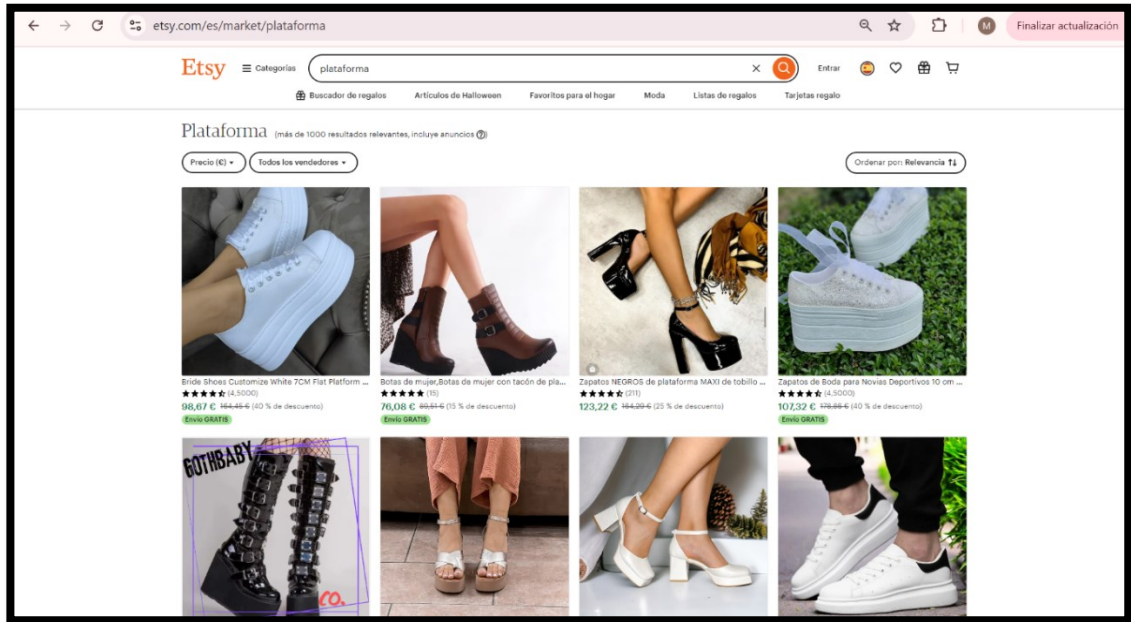 etsy.com/es/market/plataforma
M
Finalizar actualización
Etsy
Categorías
plataforma
Entrar
Buscador de regalos
Artículos de Halloween
Favoritos para el hogar
Moda
Listas de regalos
Tarjetas regalo
Plataforma (más de 1000 resultados relevantes, incluye anuncios ?)
Precio (€)
Todos los vendedores
Ordenar por: Relevancia
Bride Shoes Customize White 7CM Flat Platform ...
(4,5000)
98,67 € 164,45 € (40 % de descuento)
Envío GRATIS
Botas de mujer,Botas de mujer con tacón de pla...
(15)
76,08 € 89,51 € (15 % de descuento)
Envío GRATIS
Zapatos NEGROS de plataforma MAXI de tobillo ...
(211)
123,22 € 164,29 € (25 % de descuento)
Zapatos de Boda para Novias Deportivos 10 cm ...
(4,5000)
107,32 € 178,86 € (40 % de descuento)
Envío GRATIS
GOTHBABY
CO.